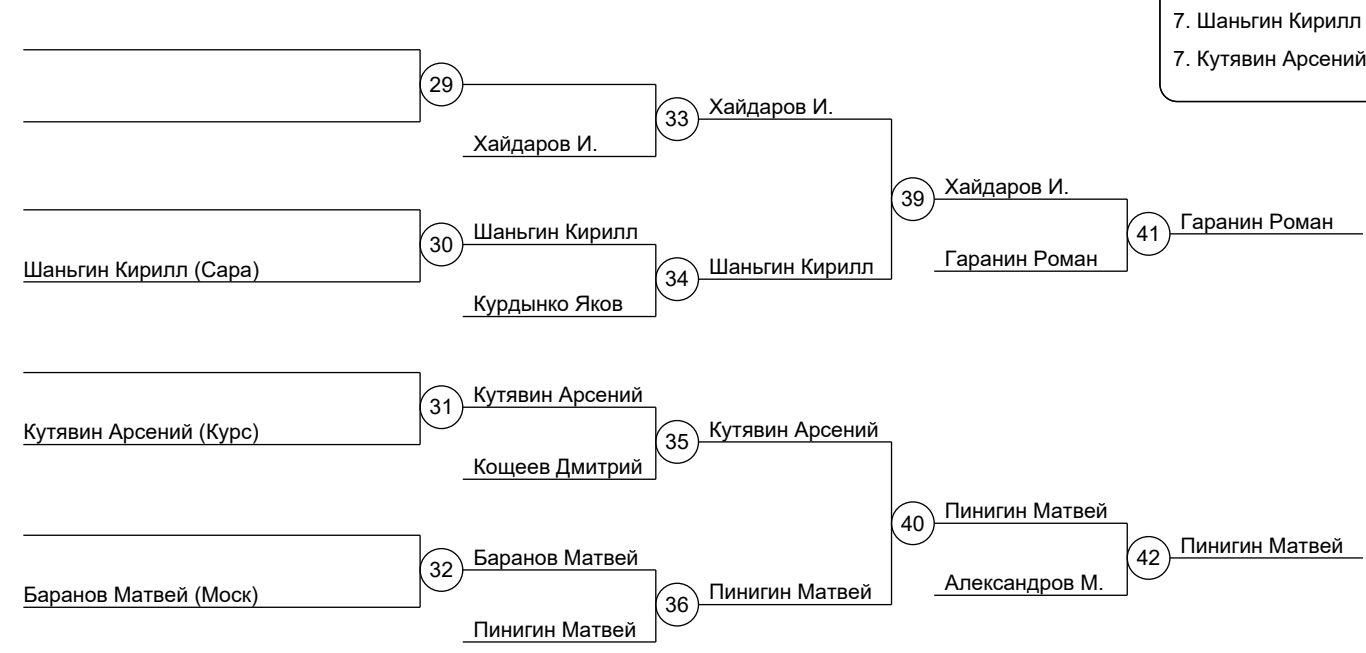 7. Шаньгин Кирилл
7. Кутявин Арсений
29
33
Хайдаров И.
Хайдаров И.
39
Хайдаров И.
41
Гаранин Роман
Гаранин Роман
30
Шаньгин Кирилл
Шаньгин Кирилл (Сара)
34
Шаньгин Кирилл
Курдынко Яков
31
Кутявин Арсений
Кутявин Арсений (Курс)
35
Кутявин Арсений
Кощеев Дмитрий
40
Пинигин Матвей
42
Пинигин Матвей
Александров М.
32
Баранов Матвей
Баранов Матвей (Моск)
36
Пинигин Матвей
Пинигин Матвей